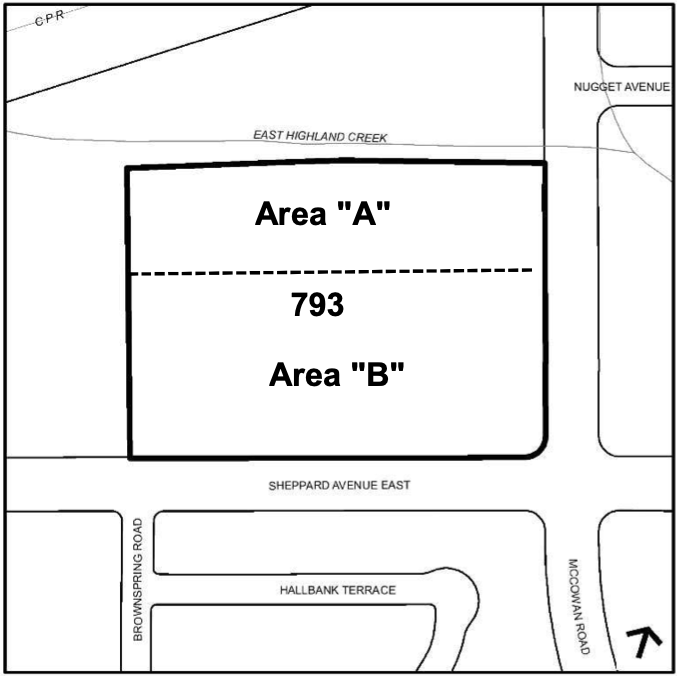 CPR
NUGGET AVENUE
EAST HIGHLAND CREEK
Area "A"
793
Area "B"
SHEPPARD AVENUE EAST
BROWNSPRING ROAD
HALLBANK TERRACE
MCCOWAN ROAD